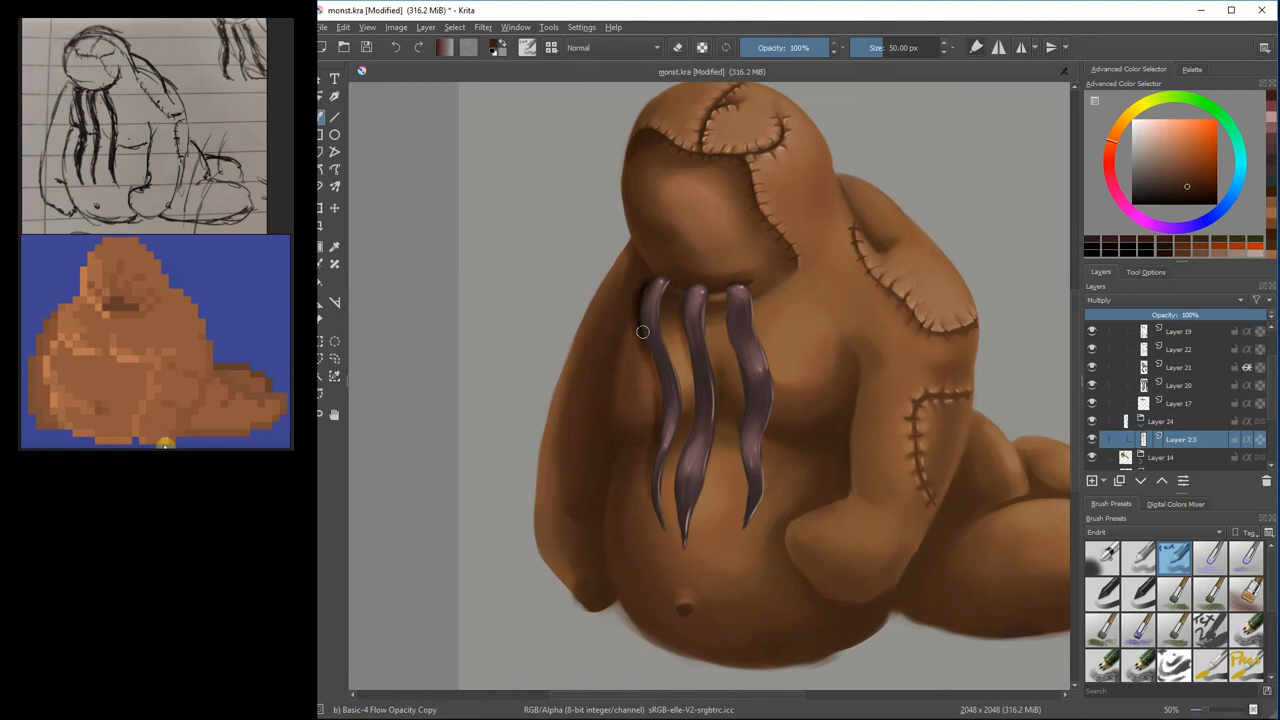 monst.kra [Modified] (316.2 MiB) * - Krita
File Edit View Image Layer Select Filter Window Tools Settings Help
Normal Opacity: 100% Size: 50.00 px
monst.kra [Modified] (316.2 MiB)
Advanced Color Selector Palette
Advanced Color Selector
Layers Tool Options
Layers
Multiply
Opacity: 100%
Layer 19
Layer 22
Layer 21
Layer 20
Layer 17
Layer 24
Layer 23
Layer 14
Brush Presets Digital Colors Mixer
Brush Presets
Endrit Tag
Search
b) Basic-4 Flow Opacity Copy RGB/Alpha (8-bit integer/channel) sRGB-elle-V2-srgbtrc.icc 2048 x 2048 (316.2 MiB) 50%